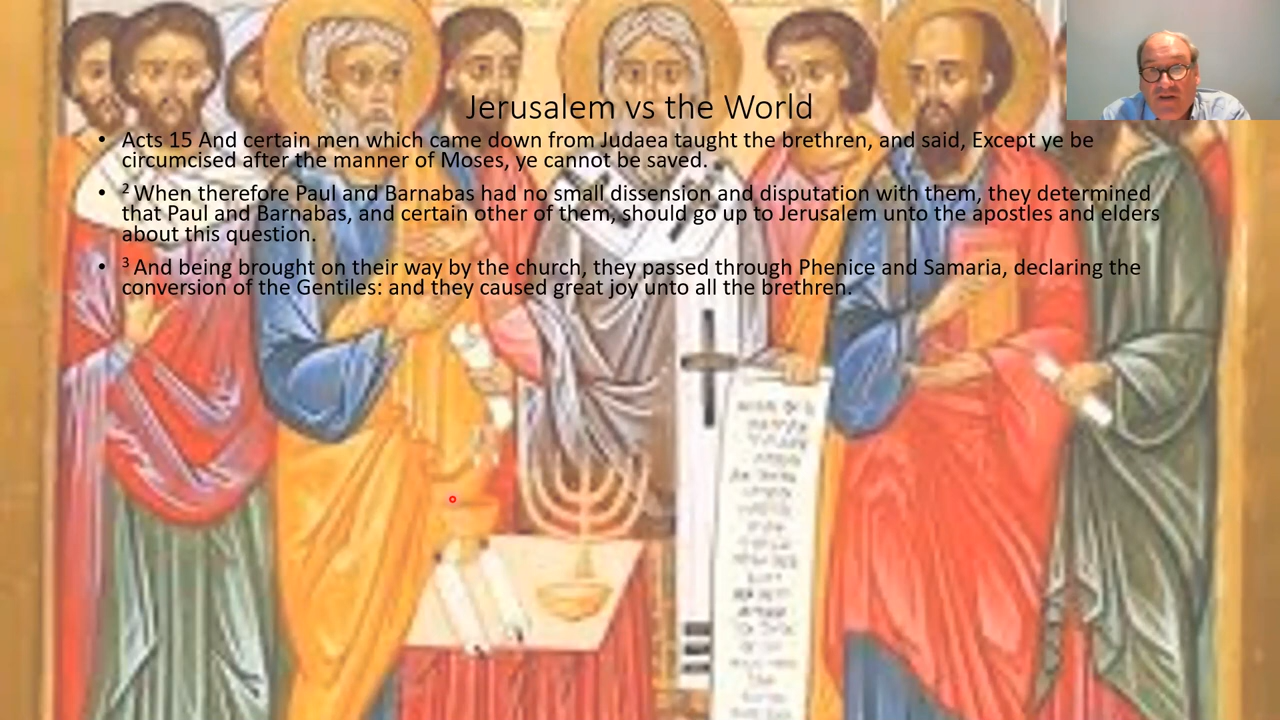 Jerusalem vs the World
• Acts 15 And certain men which came down from Judaea taught the brethren, and said, Except ye be
circumcised after the manner of Moses, ye cannot be saved.
• 2 When therefore Paul and Barnabas had no small dissension and disputation with them, they determined
that Paul and Barnabas, and certain other of them, should go up to Jerusalem unto the apostles and elders
about this question.
• 3 And being brought on their way by the church, they passed through Phenice and Samaria, declaring the
conversion of the Gentiles: and they caused great joy unto all the brethren.